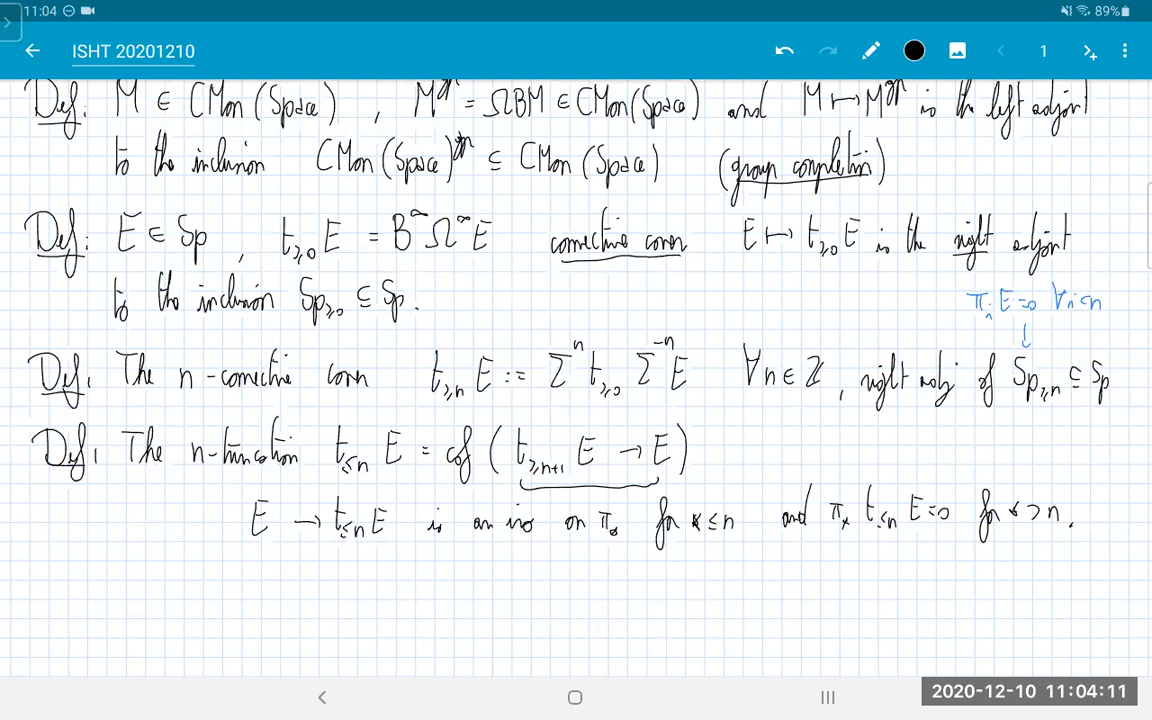 11:04 89%
ISHT 20201210 1
Def: M ∈ CMon(Space), M^gp = ΩBM ∈ CMon(Space) and M ↦ M^gp is the left adjoint
to the inclusion CMon(Space)^gp ⊆ CMon(Space) (group completion)
Def: E ∈ Sp, t≥0 E = B^∞Ω^∞E connective cover E ↦ t≥0 E is the right adjoint
to the inclusion Sp≥0 ⊆ Sp.
π_i E=0 ∀i<n
Def: The n-connective cover t≥n E := Σ^n t≥0 Σ^-n E ∀n∈ℤ, right adj of Sp≥n ⊆ Sp
Def: The n-truncation t≤n E = cof (t≥n+1 E → E)
E → t≤n E is an iso on π_* for * ≤n and π_* t≤n E=0 for *>n.
2020-12-10 11:04:11